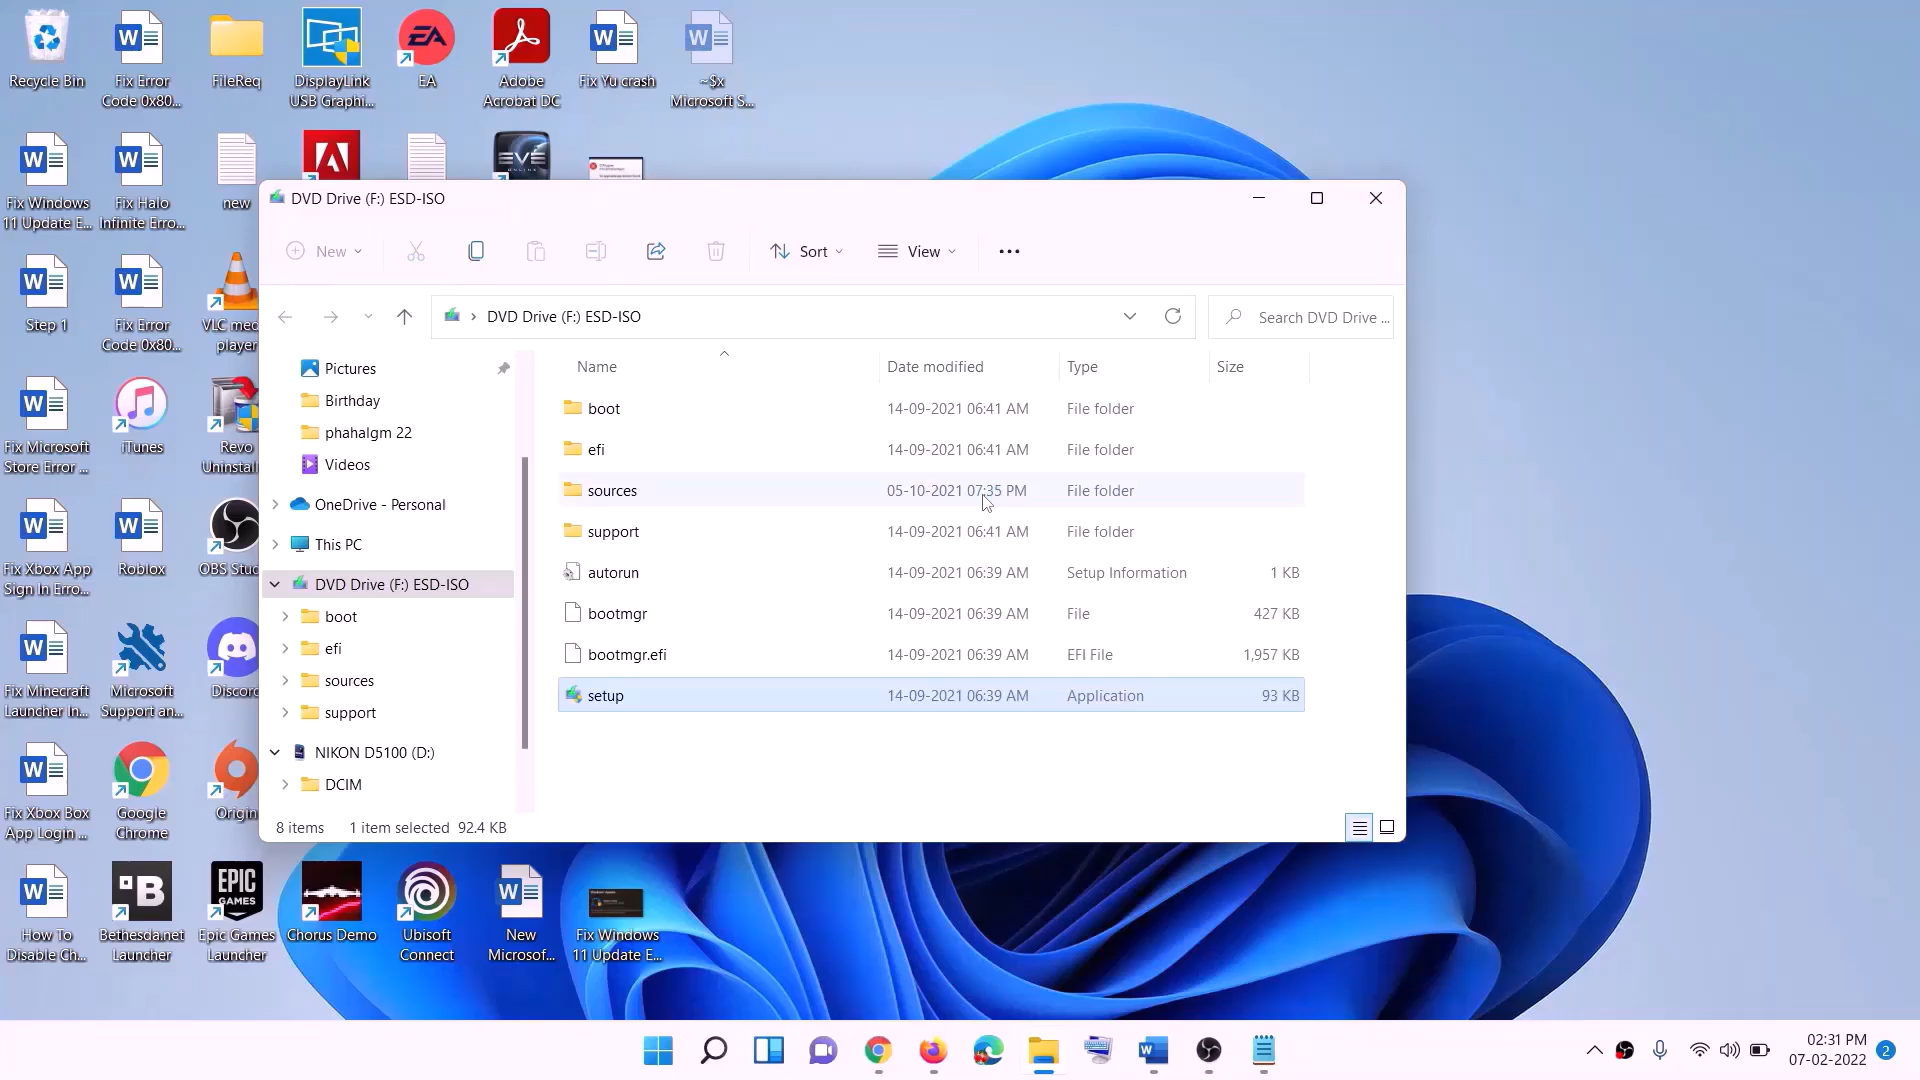 Recycle Bin
Fix Error
Code 0x80...
FileReq
DisplayLink
USB Graphi...
EA
Adobe
Acrobat DC
Fix Yu crash
~$x
Microsoft S...
Fix Windows
11 Update E...
Fix Halo
Infinite Erro...
new
EVE
ONLINE
Step 1
Fix Error
Code 0x80...
VLC med
player
Fix Microsoft
Store Error ...
iTunes
Revo
Uninstall
Fix Xbox App
Sign In Erro...
Roblox
OBS Stud
Fix Minecraft
Launcher In...
Microsoft
Support an...
Discord
Fix Xbox Box
App Login ...
Google
Chrome
Origin
How To
Disable Ch...
Bethesda.net
Launcher
EPIC
GAMES
Epic Games
Launcher
Chorus Demo
Ubisoft
Connect
New
Microsof...
Fix Windows
11 Update E...
DVD Drive (F:) ESD-ISO
New
Sort
View
DVD Drive (F:) ESD-ISO
Search DVD Drive ...
Pictures
Birthday
phahalgm 22
Videos
OneDrive - Personal
This PC
DVD Drive (F:) ESD-ISO
boot
efi
sources
support
NIKON D5100 (D:)
DCIM
Name Date modified Type Size
boot 14-09-2021 06:41 AM File folder
efi 14-09-2021 06:41 AM File folder
sources 05-10-2021 07:35 PM File folder
support 14-09-2021 06:41 AM File folder
autorun 14-09-2021 06:39 AM Setup Information 1 KB
bootmgr 14-09-2021 06:39 AM File 427 KB
bootmgr.efi 14-09-2021 06:39 AM EFI File 1,957 KB
setup 14-09-2021 06:39 AM Application 93 KB
8 items 1 item selected 92.4 KB
02:31 PM
07-02-2022
2